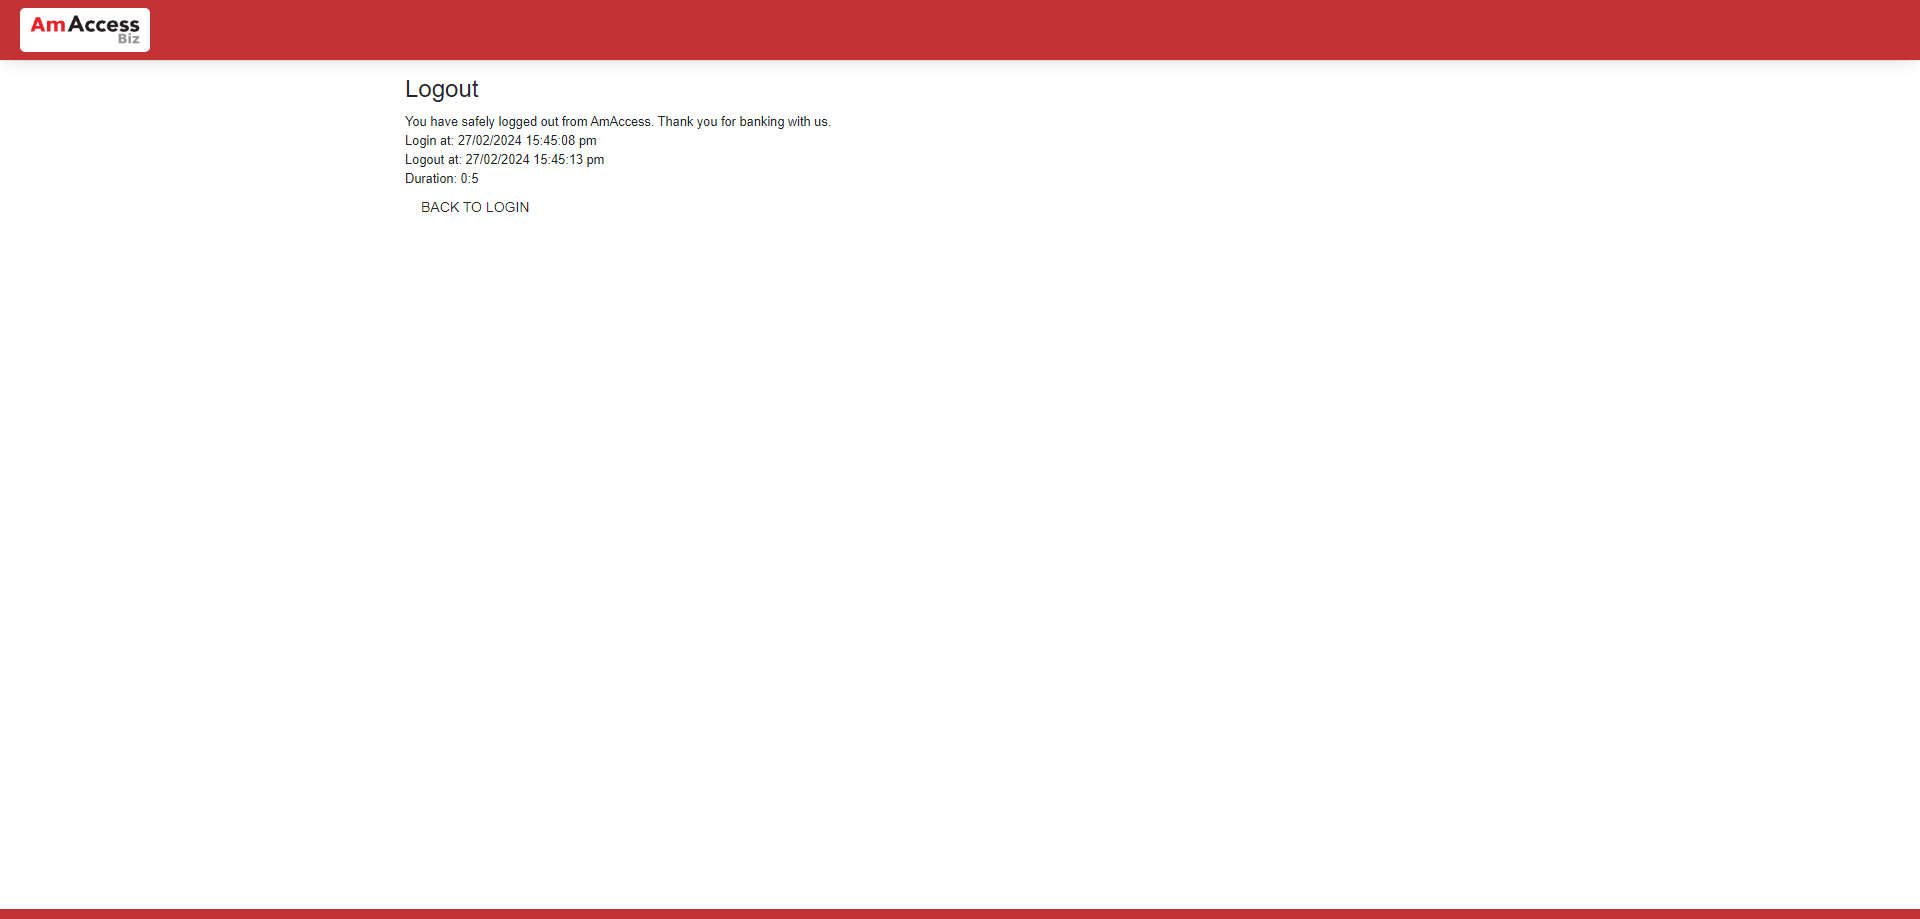 AmAccess
Biz
Logout
You have safely logged out from AmAccess. Thank you for banking with us.
Login at: 27/02/2024 15:45:08 pm
Logout at: 27/02/2024 15:45:13 pm
Duration: 0:5
BACK TO LOGIN